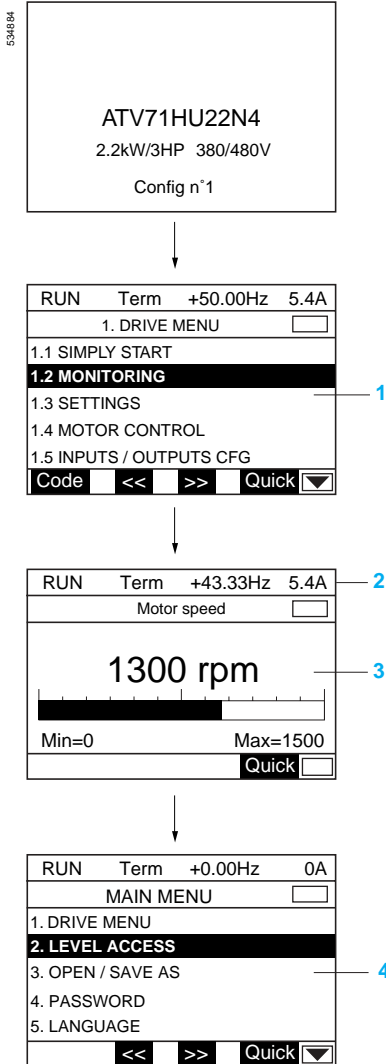 534884
ATV71HU22N4
2.2kW/3HP 380/480V
Config n°1
RUN Term +50.00Hz 5.4A
1. DRIVE MENU
1.1 SIMPLY START
1.2 MONITORING
1.3 SETTINGS
1.4 MOTOR CONTROL
1.5 INPUTS / OUTPUTS CFG
Code << >> Quick
1
RUN Term +43.33Hz 5.4A
2
Motor speed
1300 rpm
3
Min=0 Max=1500
Quick
RUN Term +0.00Hz 0A
MAIN MENU
1. DRIVE MENU
2. LEVEL ACCESS
3. OPEN / SAVE AS
4
4. PASSWORD
5. LANGUAGE
<< >> Quick